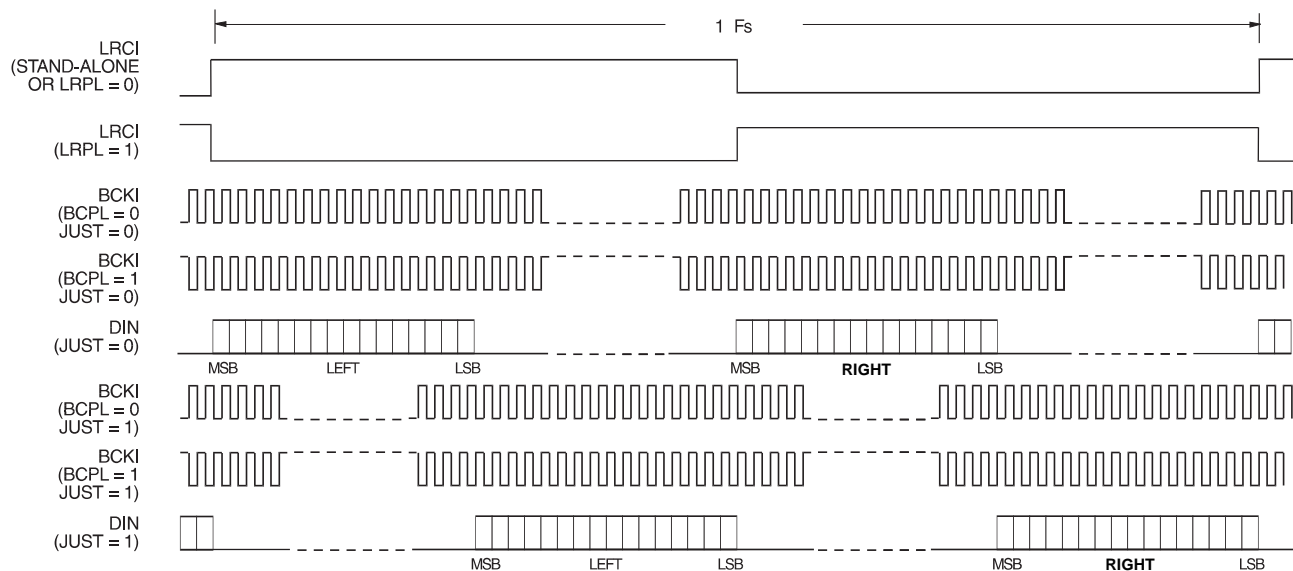 1 Fs
LRCI
(STAND-ALONE
OR LRPL = 0)
LRCI
(LRPL = 1)
BCKI
(BCPL = 0
JUST = 0)
BCKI
(BCPL = 1
JUST = 0)
DIN
(JUST = 0)
MSB LEFT LSB MSB RIGHT LSB
BCKI
(BCPL = 0
JUST = 1)
BCKI
(BCPL = 1
JUST = 1)
DIN
(JUST = 1)
MSB LEFT LSB MSB RIGHT LSB